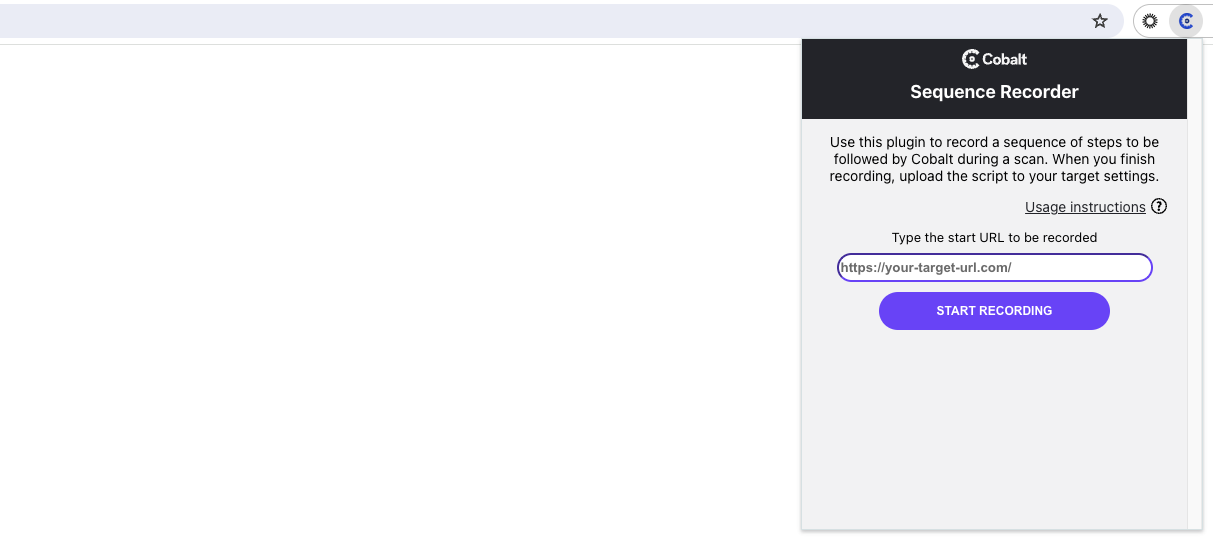 Cobalt
Sequence Recorder
Use this plugin to record a sequence of steps to be
followed by Cobalt during a scan. When you finish
recording, upload the script to your target settings.
Usage instructions ?
Type the start URL to be recorded
https://your-target-url.com/
START RECORDING